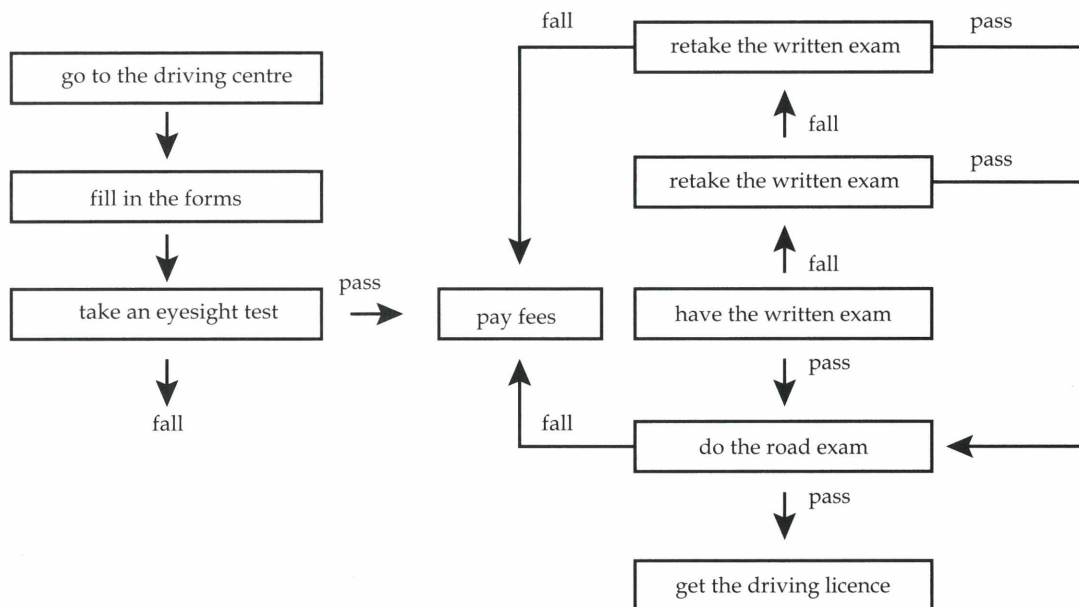 go to the driving centre
fill in the forms
take an eyesight test
fall
pass
pay fees
fall
retake the written exam
pass
fall
retake the written exam
pass
fall
have the written exam
pass
fall
do the road exam
pass
get the driving licence